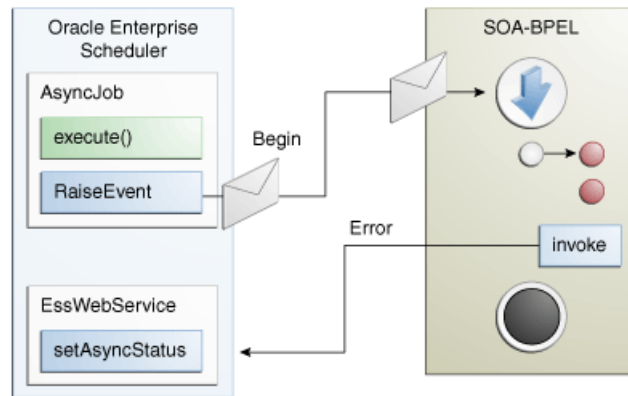 Oracle Enterprise
Scheduler
AsyncJob
execute()
RaiseEvent
Begin
SOA-BPEL
Error
invoke
EssWebService
setAsyncStatus